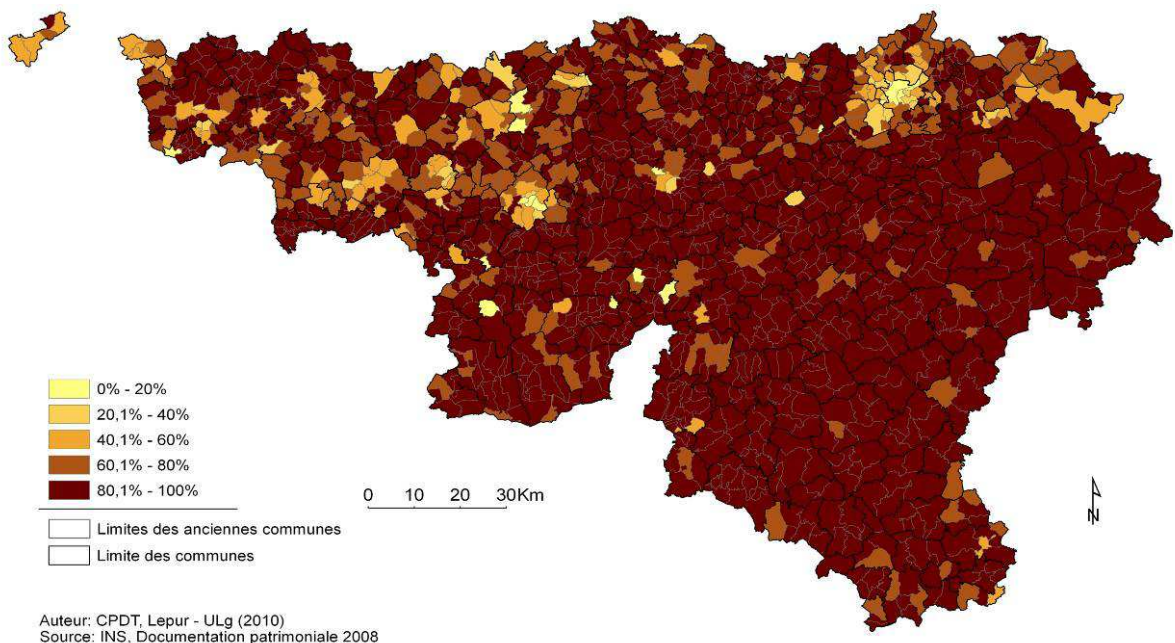 0% - 20%
20,1% - 40%
40,1% - 60%
60,1% - 80%
80,1% - 100%
0 10 20 30Km
Limites des anciennes communes
Limite des communes
N
Auteur: CPDT, Lepur - ULg (2010)
Source: INS, Documentation patrimoniale 2008